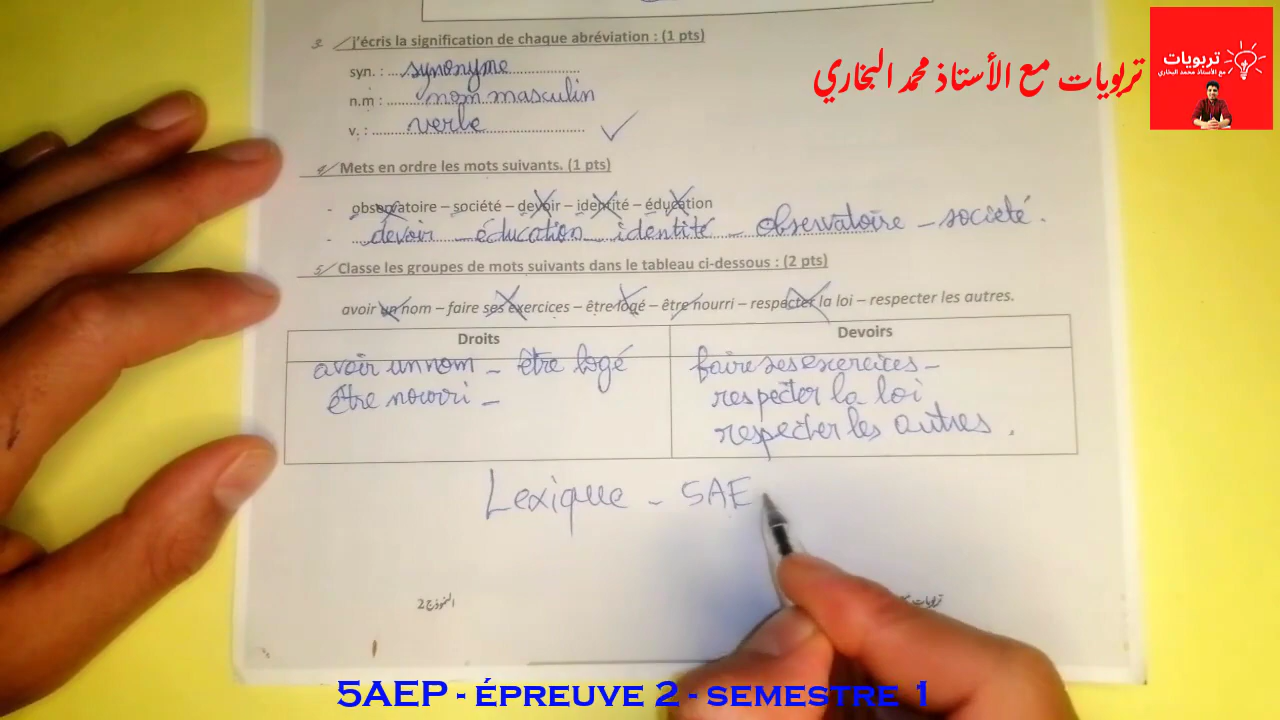 3 / j'écris la signification de chaque abréviation : (1 pts)
syn. : synonyme
n.m : nom masculin
v. : verbe
تربويات مع الأستاذ محمد البخاري
تربويات
مع الأستاذ محمد البخاري
4 / Mets en ordre les mots suivants. (1 pts)
- observatoire – société – devoir – identité – éducation
- devoir – éducation – identité – observatoire – société .
5 / Classe les groupes de mots suivants dans le tableau ci-dessous : (2 pts)
avoir un nom – faire ses exercices – être logé – être nourri – respecter la loi – respecter les autres.
Droits Devoirs
avoir un nom – être logé faire ses exercices –
être nourri – respecter la loi
respecter les autres .
Lexique - 5AE
النموذج 2 تربويات
5AEP - épreuve 2 - semestre 1